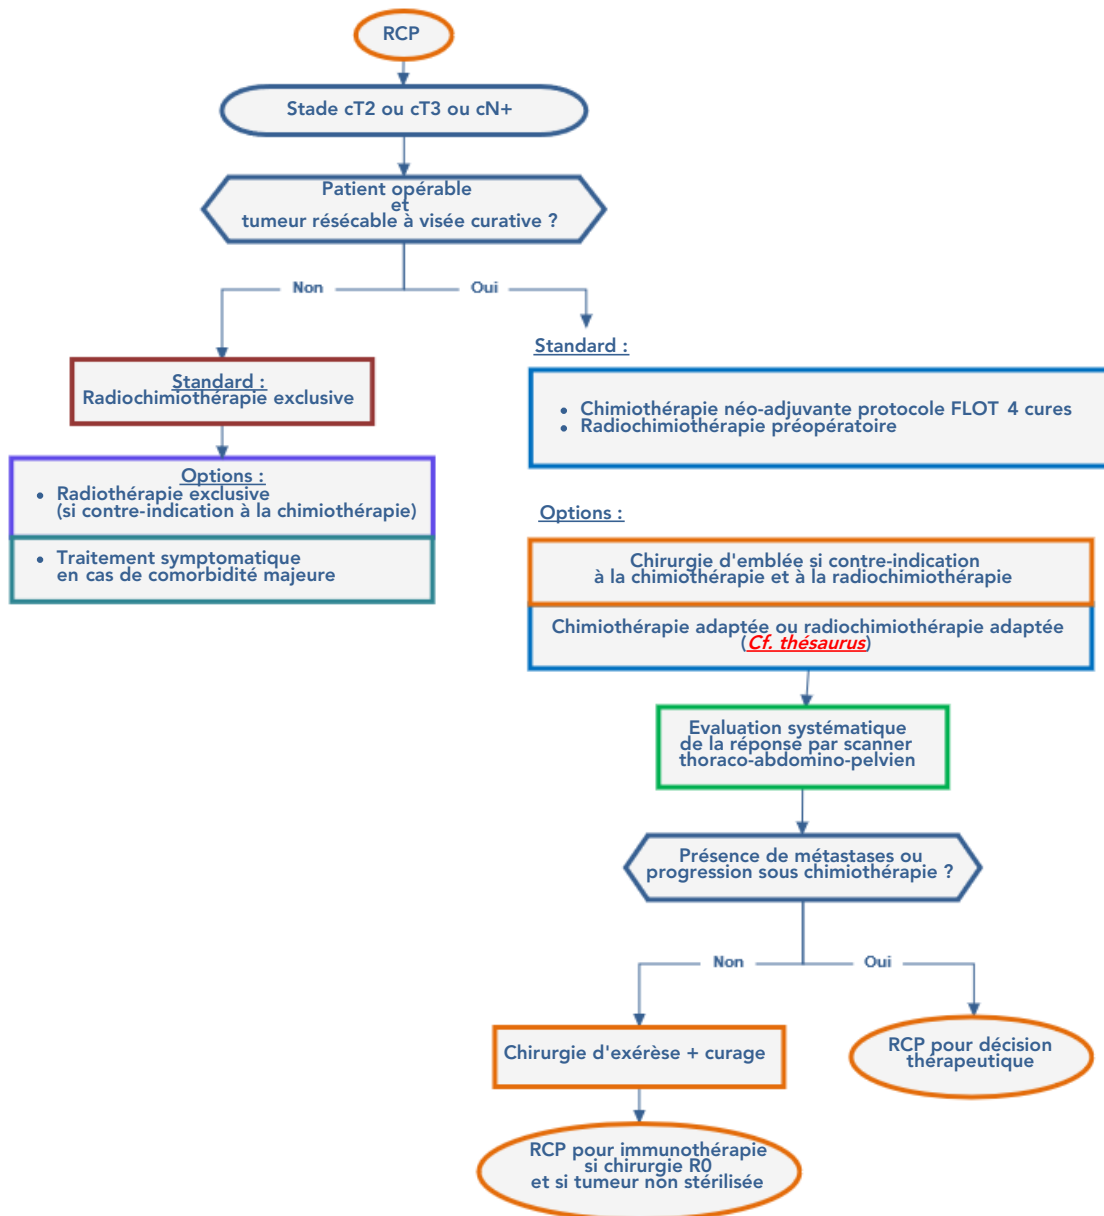 RCP
Stade cT2 ou cT3 ou cN+
Patient opérable
et
tumeur résécable à visée curative ?
Non
Oui
Standard :
Radiochimiothérapie exclusive
Options :
• Radiothérapie exclusive
(si contre-indication à la chimiothérapie)
• Traitement symptomatique
en cas de comorbidité majeure
Standard :
• Chimiothérapie néo-adjuvante protocole FLOT 4 cures
• Radiochimiothérapie préopératoire
Options :
Chirurgie d'emblée si contre-indication
à la chimiothérapie et à la radiochimiothérapie
Chimiothérapie adaptée ou radiochimiothérapie adaptée
(Cf. thésaurus)
Evaluation systématique
de la réponse par scanner
thoraco-abdomino-pelvien
Présence de métastases ou
progression sous chimiothérapie ?
Non
Oui
Chirurgie d'exérèse + curage
RCP pour décision
thérapeutique
RCP pour immunothérapie
si chirurgie R0
et si tumeur non stérilisée